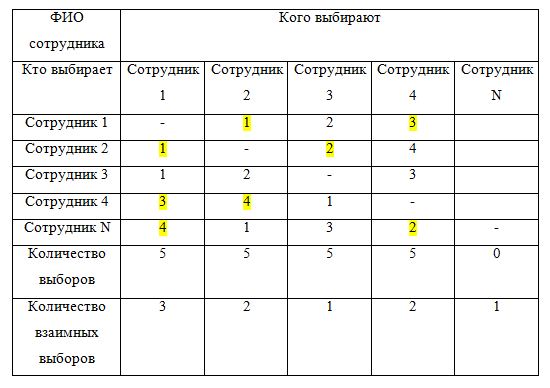 ФИО сотрудника Кого выбирают
Кто выбирает Сотрудник 1 Сотрудник 2 Сотрудник 3 Сотрудник 4 Сотрудник N
Сотрудник 1 - 1 2 3
Сотрудник 2 1 - 2 4
Сотрудник 3 1 2 - 3
Сотрудник 4 3 4 1 -
Сотрудник N 4 1 3 2 -
Количество выборов 5 5 5 5 0
Количество взаимных выборов 3 2 1 2 1